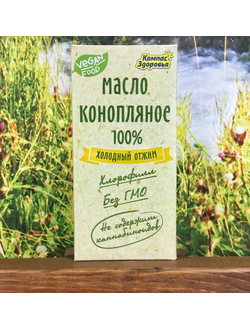 VEGAN
FOOD
Компас
Здоровья
МАСЛО
КОНОПЛЯНОЕ
100%
ХОЛОДНЫЙ ОТЖИМ
Хлорофилл
Без ГМО
Не содержит
каннабиноидов